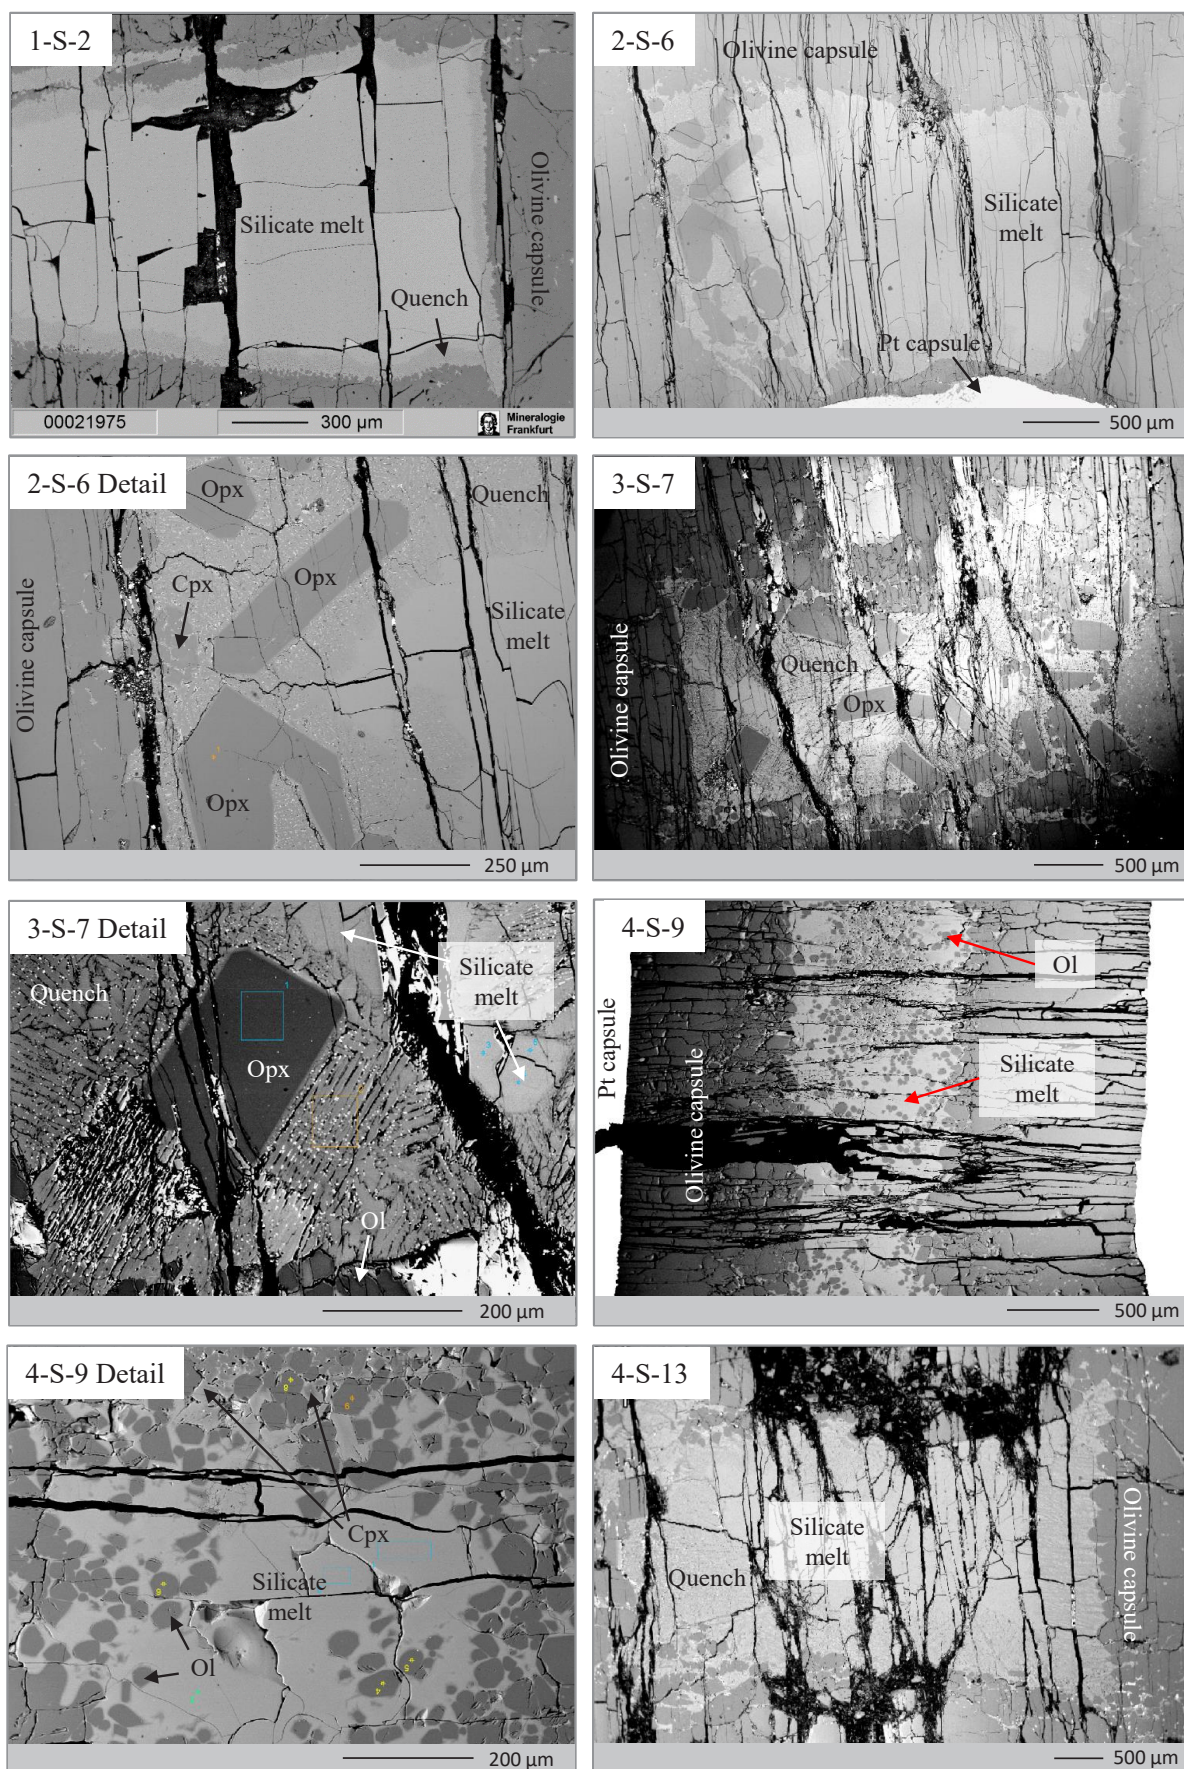 1-S-2
Silicate melt
Olivine capsule
Quench
00021975
300 µm
Mineralogie
Frankfurt
2-S-6
Olivine capsule
Silicate
melt
Pt capsule
500 µm
2-S-6 Detail
Opx
Quench
Opx
Cpx
Olivine capsule
Silicate
melt
Opx
1
250 µm
3-S-7
Olivine capsule
Quench
Opx
500 µm
3-S-7 Detail
Silicate
melt
Quench
1
Opx
Ol
200 µm
4-S-9
Ol
Pt capsule
Silicate
melt
Olivine capsule
500 µm
4-S-9 Detail
Cpx
Silicate
melt
Ol
200 µm
4-S-13
Silicate
melt
Quench
Olivine capsule
500 µm